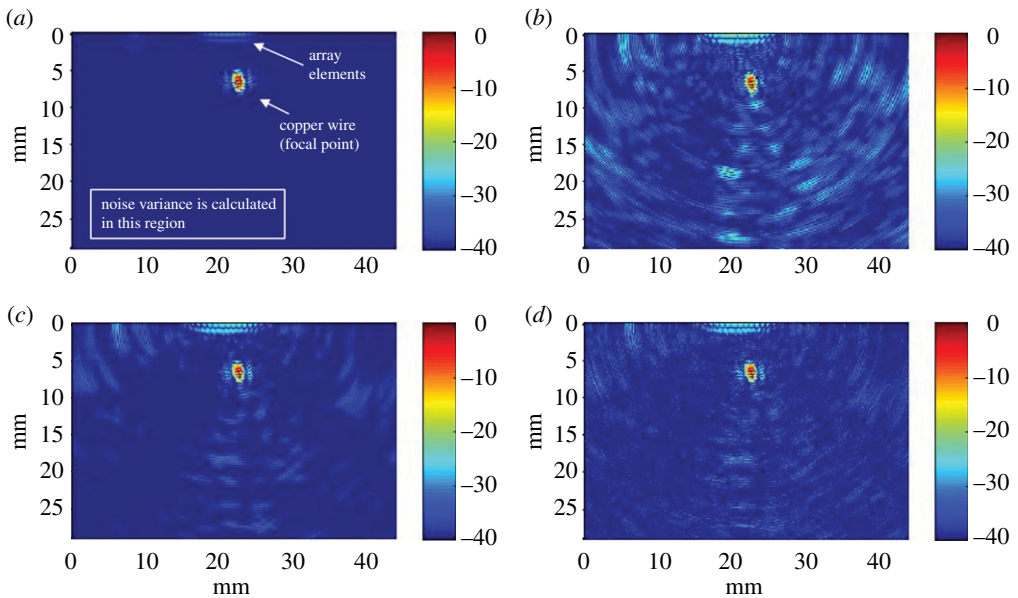 (a)
0
5
10
15
20
25
mm
array
elements
copper wire
(focal point)
noise variance is calculated
in this region
0 10 20 30 40
0
–10
–20
–30
–40
(b)
0
5
10
15
20
25
0 10 20 30 40
0
–10
–20
–30
–40
(c)
0
5
10
15
20
25
mm
0 10 20 30 40
mm
0
–10
–20
–30
–40
(d)
0
5
10
15
20
25
mm
0 10 20 30 40
mm
0
–10
–20
–30
–40